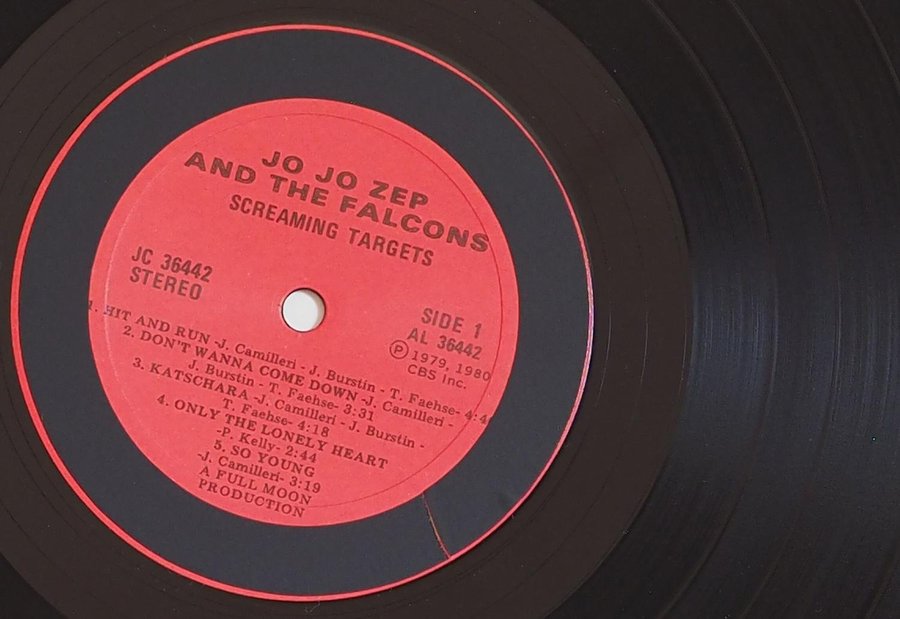 JO JO ZEP
AND THE FALCONS
SCREAMING TARGETS
JC 36442
STEREO
SIDE 1
AL 36442
Ⓟ 1979, 1980
CBS Inc.
1. HIT AND RUN -J. Camilleri - J. Burstin - T. Faehse- 4:4
2. DON'T WANNA COME DOWN -J. Camilleri -
J. Burstin - T. Faehse- 3:31
3. KATSCHARA -J. Camilleri - J. Burstin -
T. Faehse- 4:18
4. ONLY THE LONELY HEART
-P. Kelly- 2:44
5. SO YOUNG
-J. Camilleri- 3:19
A FULL MOON
PRODUCTION